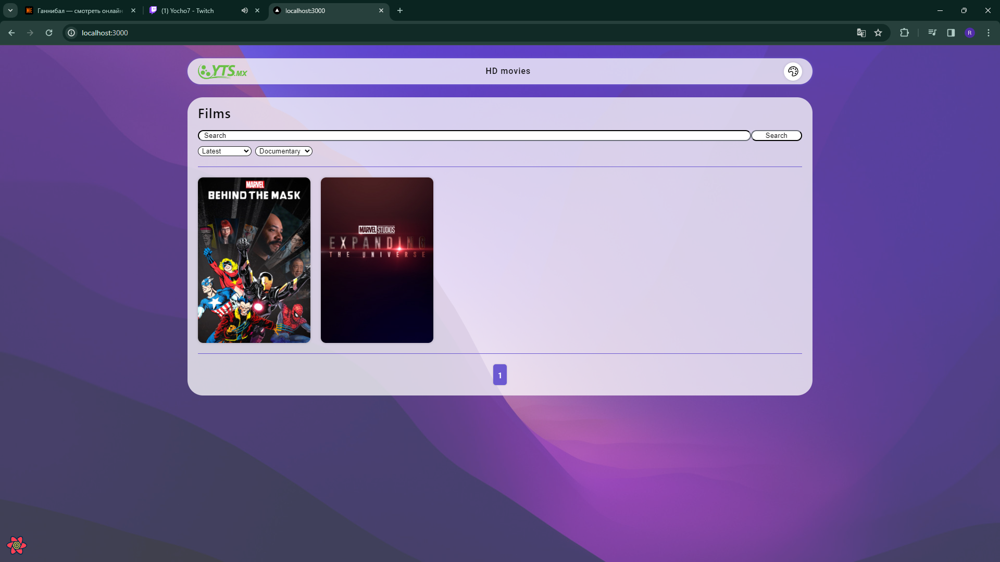 Ганнибал — смотреть онлайн
(1) Yocho7 - Twitch
localhost:3000
localhost:3000
R
YTS.MX
HD movies
Films
Search
Search
Latest
Documentary
MARVEL
BEHIND THE MASK
MARVEL STUDIOS
EXPANDING
THE UNIVERSE
1